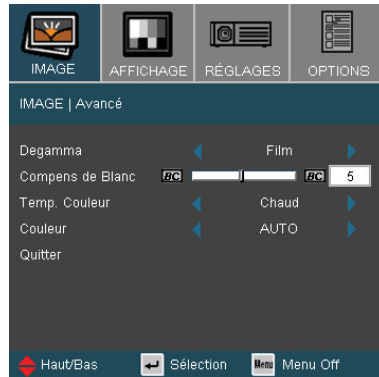 IMAGE AFFICHAGE RÉGLAGES OPTIONS
IMAGE | Avancé
Degamma Film
Compens de Blanc BC BC 5
Temp. Couleur Chaud
Couleur AUTO
Quitter
Haut/Bas Sélection Menu Menu Off